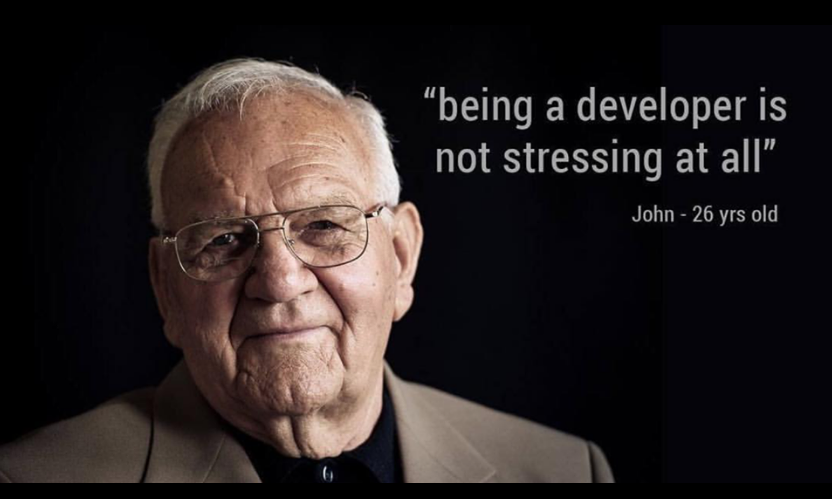 “being a developer is
not stressing at all”
John - 26 yrs old